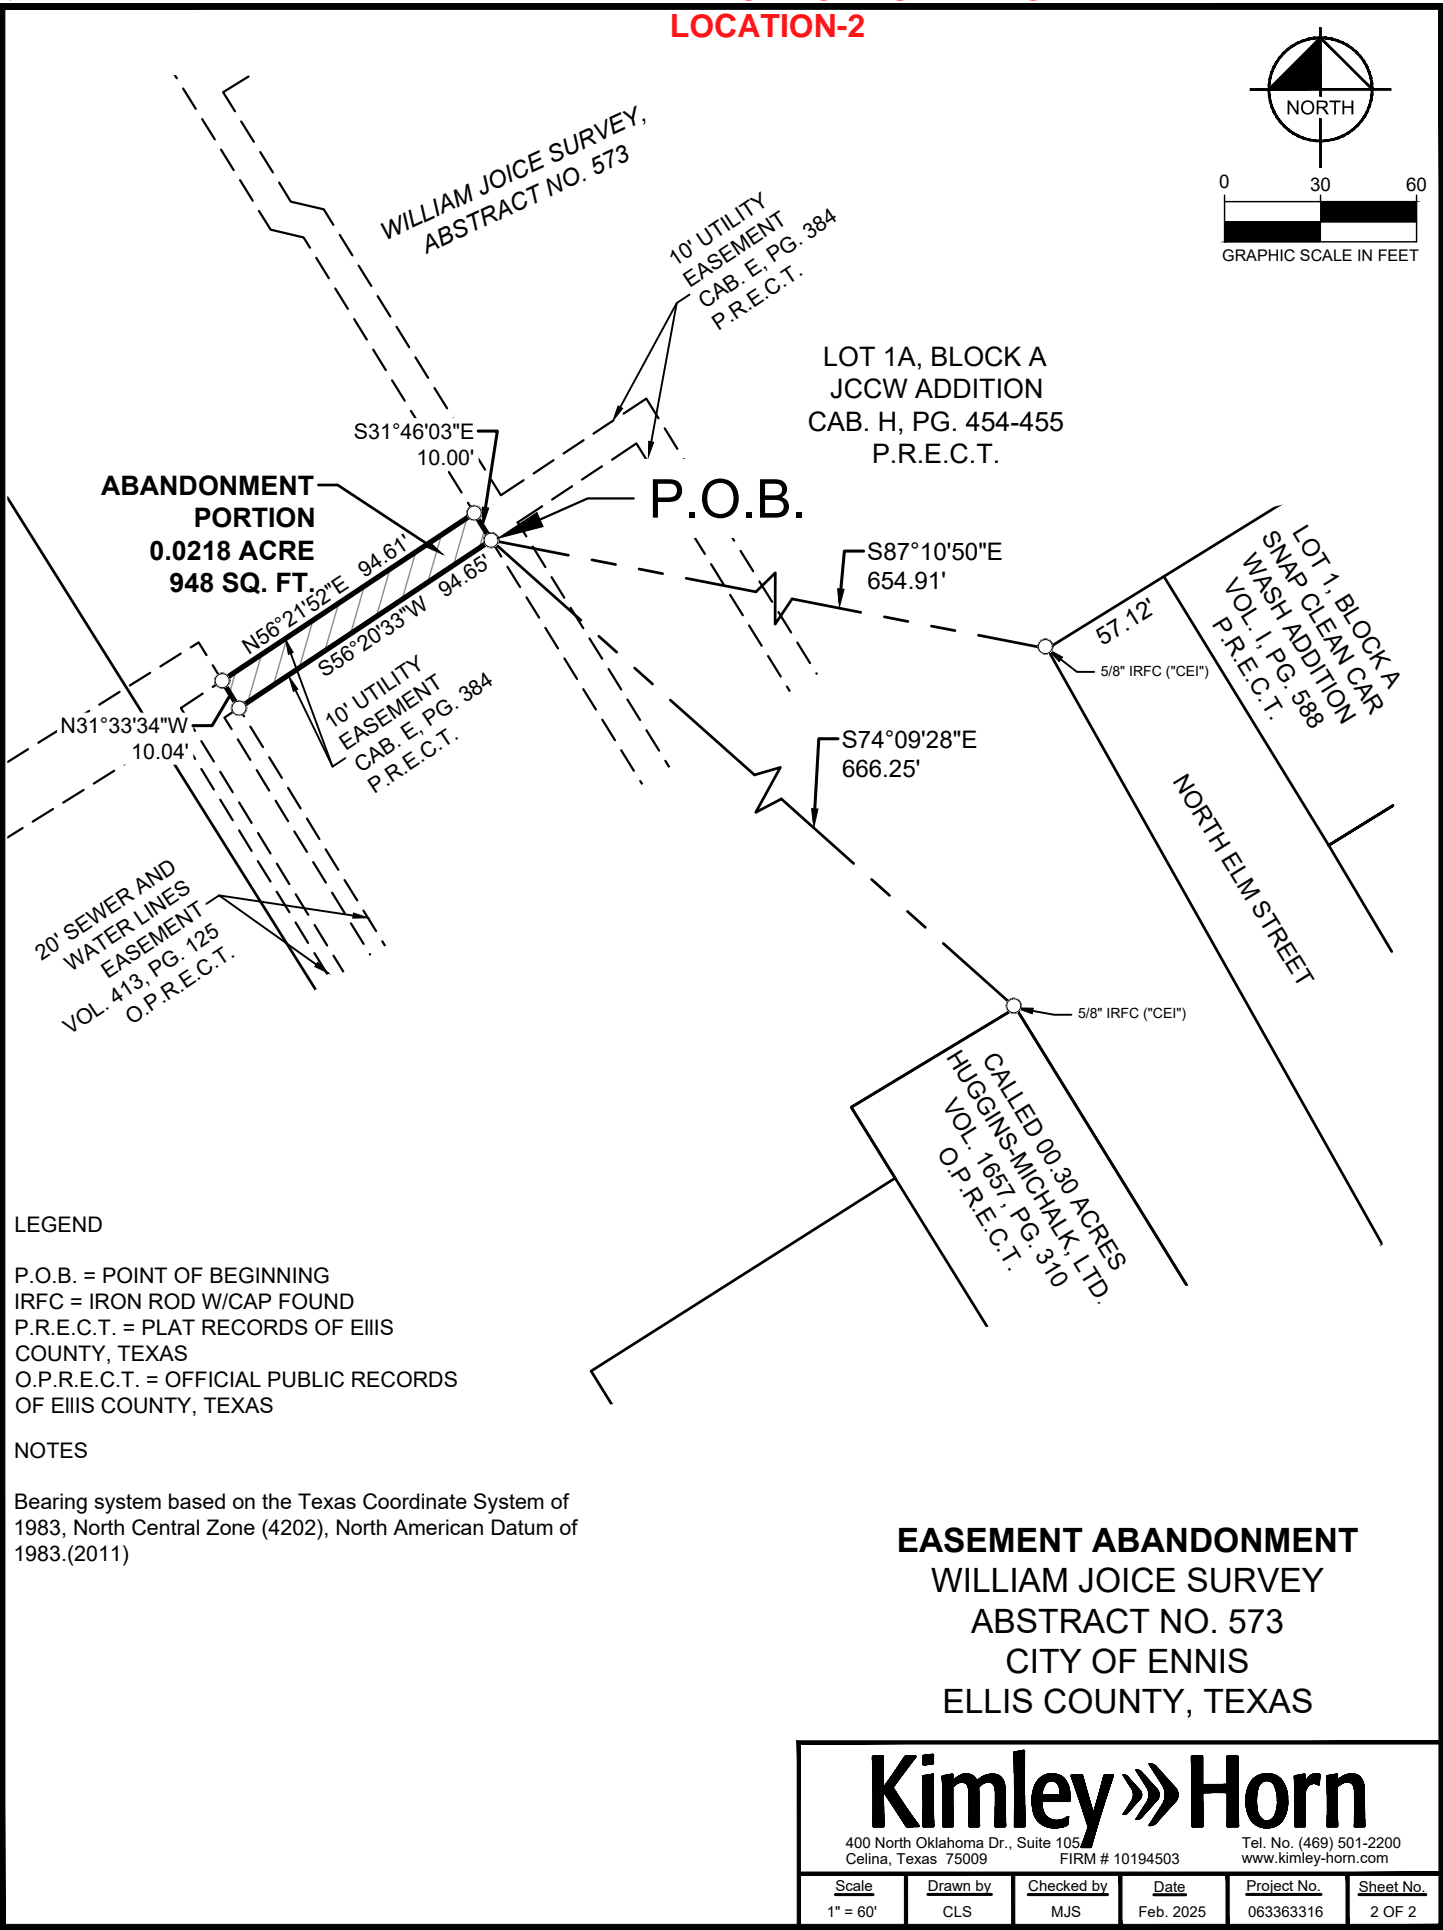 LOCATION-2
NORTH
0 30 60
GRAPHIC SCALE IN FEET
WILLIAM JOICE SURVEY,
ABSTRACT NO. 573
10' UTILITY
EASEMENT
CAB. E, PG. 384
P.R.E.C.T.
LOT 1A, BLOCK A
JCCW ADDITION
CAB. H, PG. 454-455
P.R.E.C.T.
S31°46'03"E
10.00'
ABANDONMENT
PORTION
0.0218 ACRE
948 SQ. FT.
P.O.B.
N56°21'52"E 94.61'
S56°20'33"W 94.65'
S87°10'50"E
654.91'
57.12'
LOT 1, BLOCK A
SNAP CLEAN CAR
WASH ADDITION
VOL. I, PG. 588
P.R.E.C.T.
5/8" IRFC ("CEI")
N31°33'34"W
10.04'
10' UTILITY
EASEMENT
CAB. E, PG. 384
P.R.E.C.T.
S74°09'28"E
666.25'
NORTH ELM STREET
20' SEWER AND
WATER LINES
EASEMENT
VOL. 413, PG. 125
O.P.R.E.C.T.
5/8" IRFC ("CEI")
CALLED 00.30 ACRES
HUGGINS-MICHALK, LTD.
VOL. 1657, PG. 310
O.P.R.E.C.T.
LEGEND
P.O.B. = POINT OF BEGINNING
IRFC = IRON ROD W/CAP FOUND
P.R.E.C.T. = PLAT RECORDS OF EllIS
COUNTY, TEXAS
O.P.R.E.C.T. = OFFICIAL PUBLIC RECORDS
OF EllIS COUNTY, TEXAS
NOTES
Bearing system based on the Texas Coordinate System of
1983, North Central Zone (4202), North American Datum of
1983.(2011)
EASEMENT ABANDONMENT
WILLIAM JOICE SURVEY
ABSTRACT NO. 573
CITY OF ENNIS
ELLIS COUNTY, TEXAS
Kimley»Horn
400 North Oklahoma Dr., Suite 105 Tel. No. (469) 501-2200
Celina, Texas 75009 FIRM # 10194503 www.kimley-horn.com
Scale Drawn by Checked by Date Project No. Sheet No.
1" = 60' CLS MJS Feb. 2025 063363316 2 OF 2